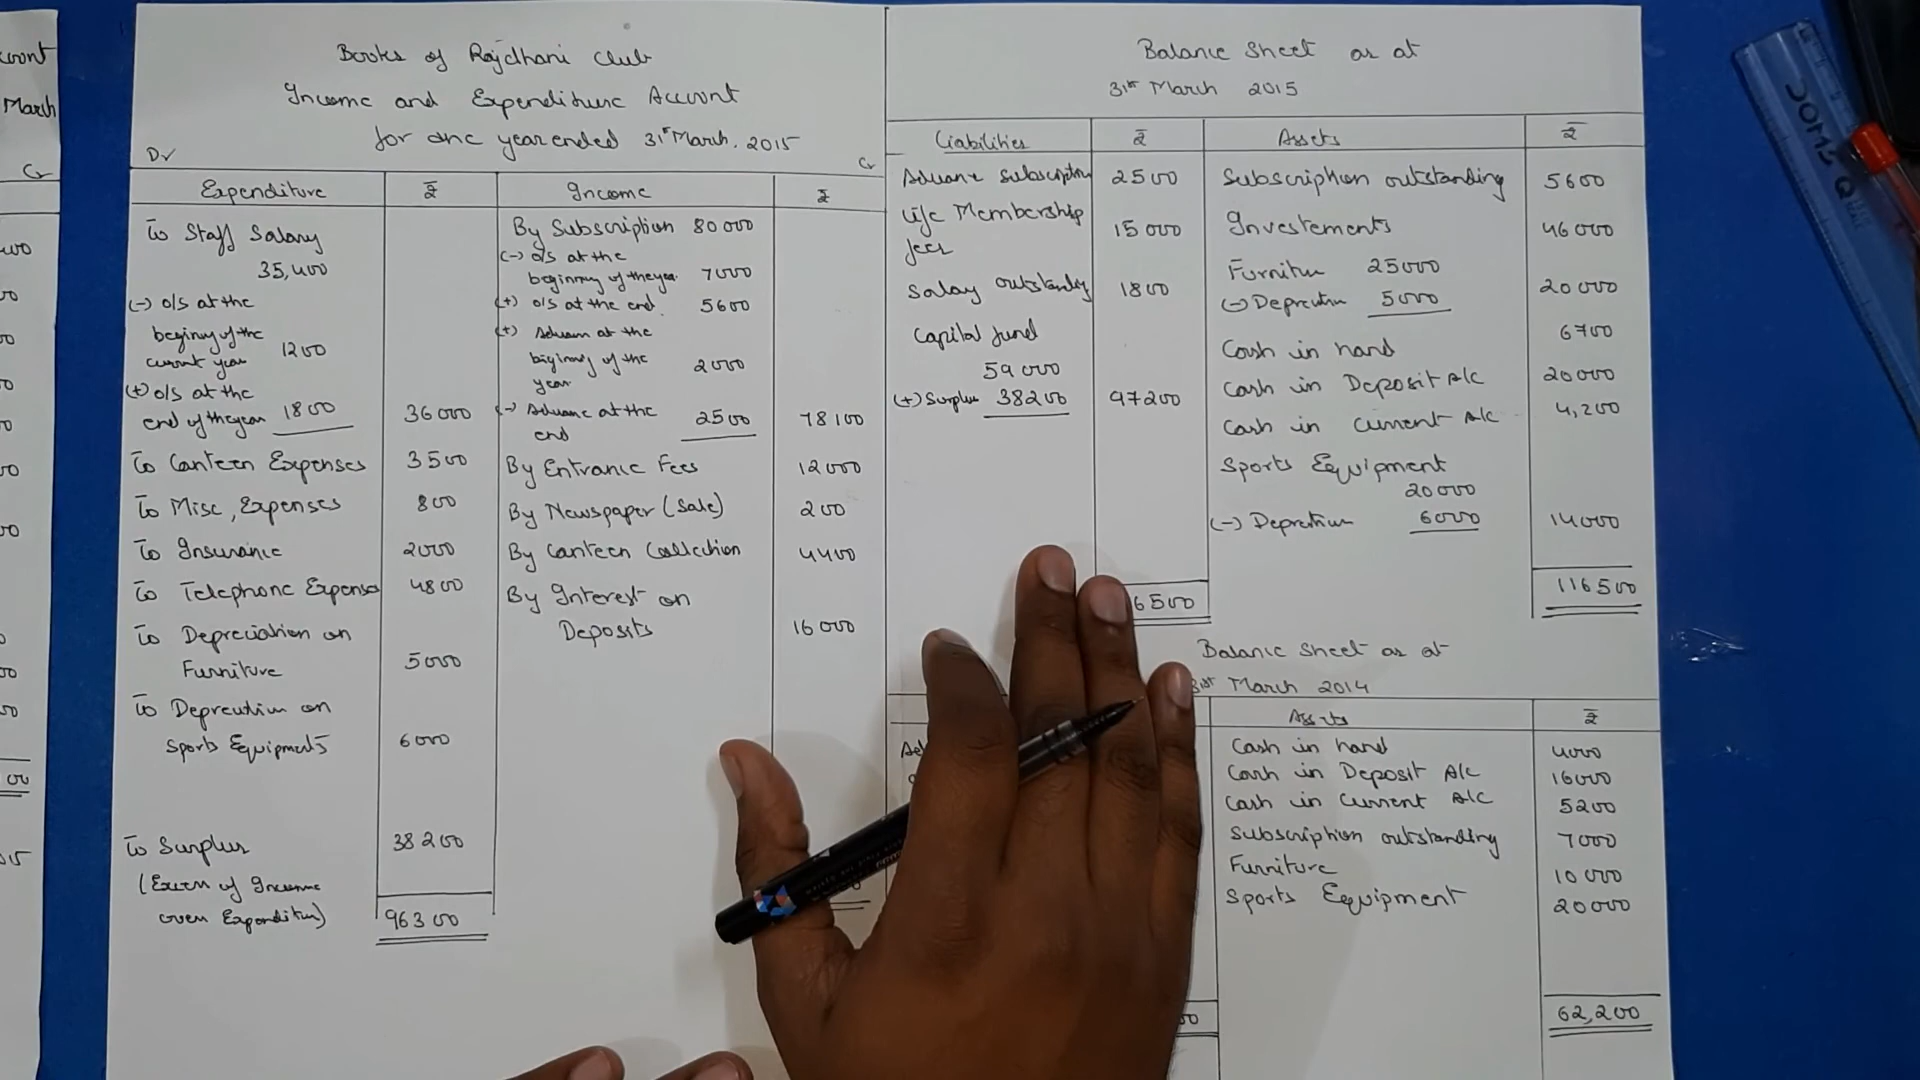 count
March
Cr
Books of Rajdhani Club
Income and Expenditure Account
for the year ended 31st March. 2015
Dr
Cr
Expenditure ₹ Income ₹
To Staff Salary
35,400
(-) o/s at the
beginning of the
current year 1200
(+) o/s at the
end of the year 1800 36000
To Canteen Expenses 3500
To Misc, Expenses 800
To Insurance 2000
To Telephone Expenses 4800
To Depreciation on
Furniture 5000
To Depreciation on
Sports Equipments 6000
To Surplus 38200
(Excess of Income
over Expenditure) 96300
By Subscription 80000
(-) o/s at the
beginning of the year 7000
(+) o/s at the end. 5600
(+) Advance at the
beginning of the
year 2000
(-) Advance at the
end 2500 78100
By Entrance Fees 12000
By Newspaper (Sale) 200
By Canteen Collection 4400
By Interest on
Deposits 16000
Balance Sheet as at
31st March 2015
Liabilities ₹ Assets ₹
Advance Subscription 2500
Life Membership
fees 15000
Salary outstanding 1800
Capital fund
59000
(+) Surplus 38200 97200
6500
Subscription outstanding 5600
Investements 46000
Furniture 25000
(-) Depreciation 5000 20000
Cash in hand 6700
Cash in Deposit A/c 20000
Cash in Current A/c 4,200
Sports Equipment
20000
(-) Depreciation 6000 14000
116500
Balance Sheet as at
31st March 2014
Assets ₹
Cash in hand 4000
Cash in Deposit A/c 16000
Cash in Current A/c 5200
Subscription outstanding 7000
Furniture 10000
Sports Equipment 20000
62,200
DOMS